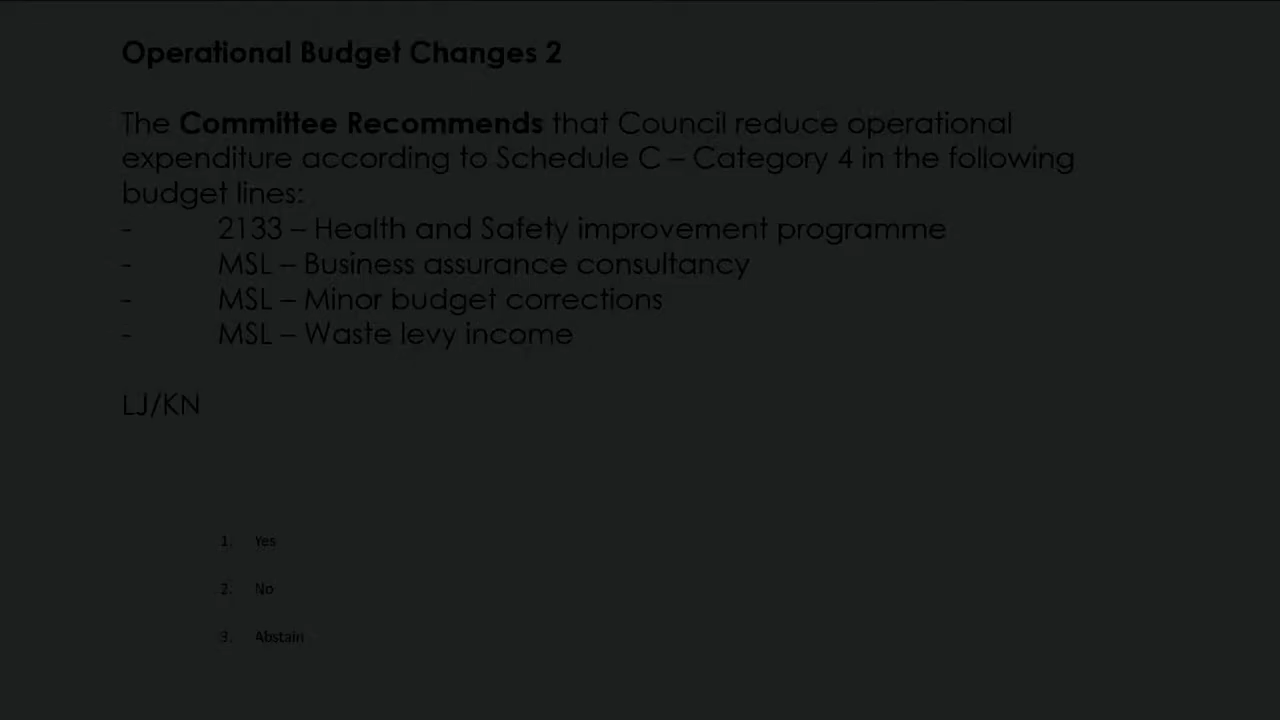 Operational Budget Changes 2
The Committee Recommends that Council reduce operational
expenditure according to Schedule C – Category 4 in the following
budget lines:
- 2133 – Health and Safety improvement programme
- MSL – Business assurance consultancy
- MSL – Minor budget corrections
- MSL – Waste levy income
LJ/KN
1. Yes
2. No
3. Abstain